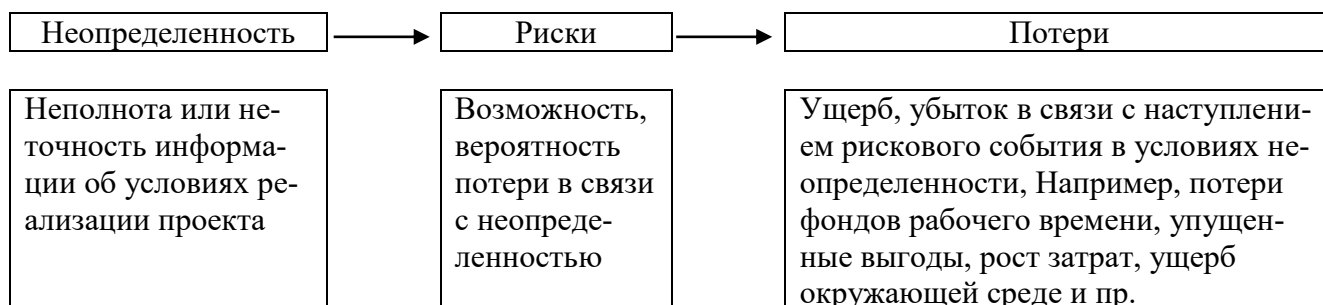 Неопределенность
Риски
Потери
Неполнота или не-
точность информа-
ции об условиях ре-
ализации проекта
Возможность,
вероятность
потери в связи
с неопреде-
ленностью
Ущерб, убыток в связи с наступлени-
ем рискового события в условиях не-
определенности, Например, потери
фондов рабочего времени, упущен-
ные выгоды, рост затрат, ущерб
окружающей среде и пр.